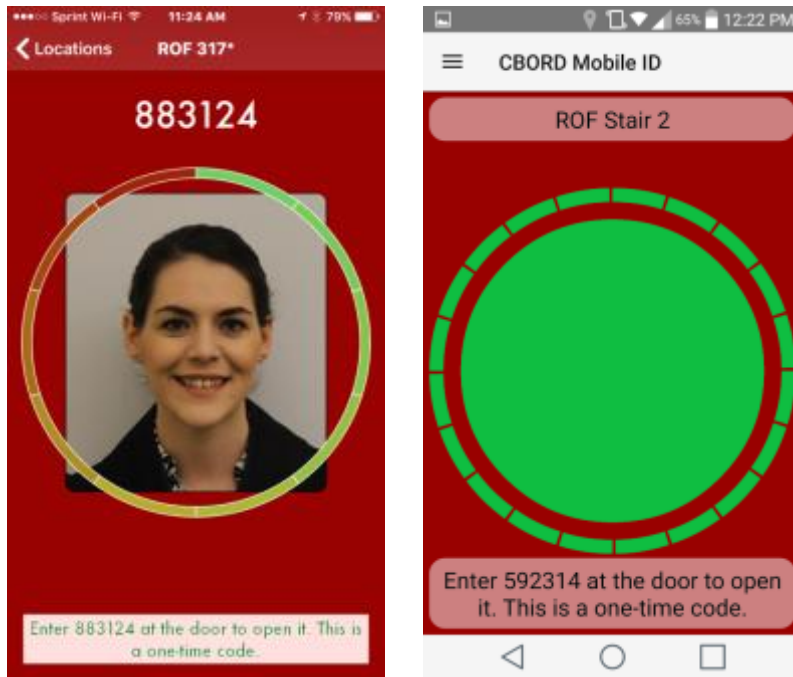 Sprint Wi-Fi 11:24 AM 79%
Locations ROF 317*
883124
Enter 883124 at the door to open it. This is
a one-time code.
65% 12:22 PM
CBORD Mobile ID
ROF Stair 2
Enter 592314 at the door to open
it. This is a one-time code.